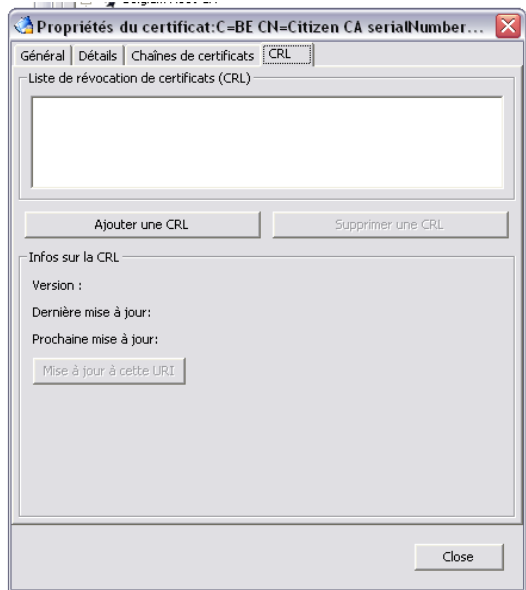 Propriétés du certificat:C=BE CN=Citizen CA serialNumber...
Général Détails Chaînes de certificats CRL
Liste de révocation de certificats (CRL)
Ajouter une CRL Supprimer une CRL
Infos sur la CRL
Version :
Dernière mise à jour:
Prochaine mise à jour:
Mise à jour à cette URI
Close